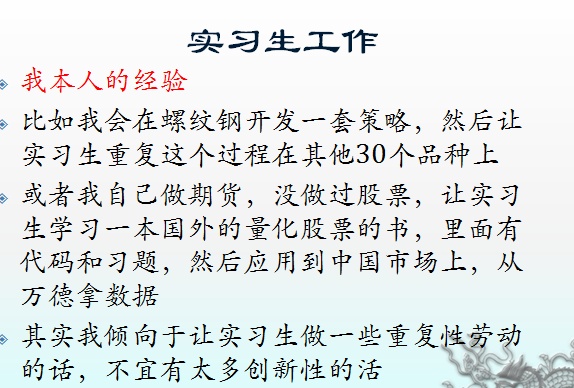 实习生工作
我本人的经验
比如我会在螺纹钢开发一套策略，然后让
实习生重复这个过程在其他30个品种上
或者我自己做期货，没做过股票，让实习
生学习一本国外的量化股票的书，里面有
代码和习题，然后应用到中国市场上，从
万德拿数据
其实我倾向于让实习生做一些重复性劳动
的话，不宜有太多创新性的活